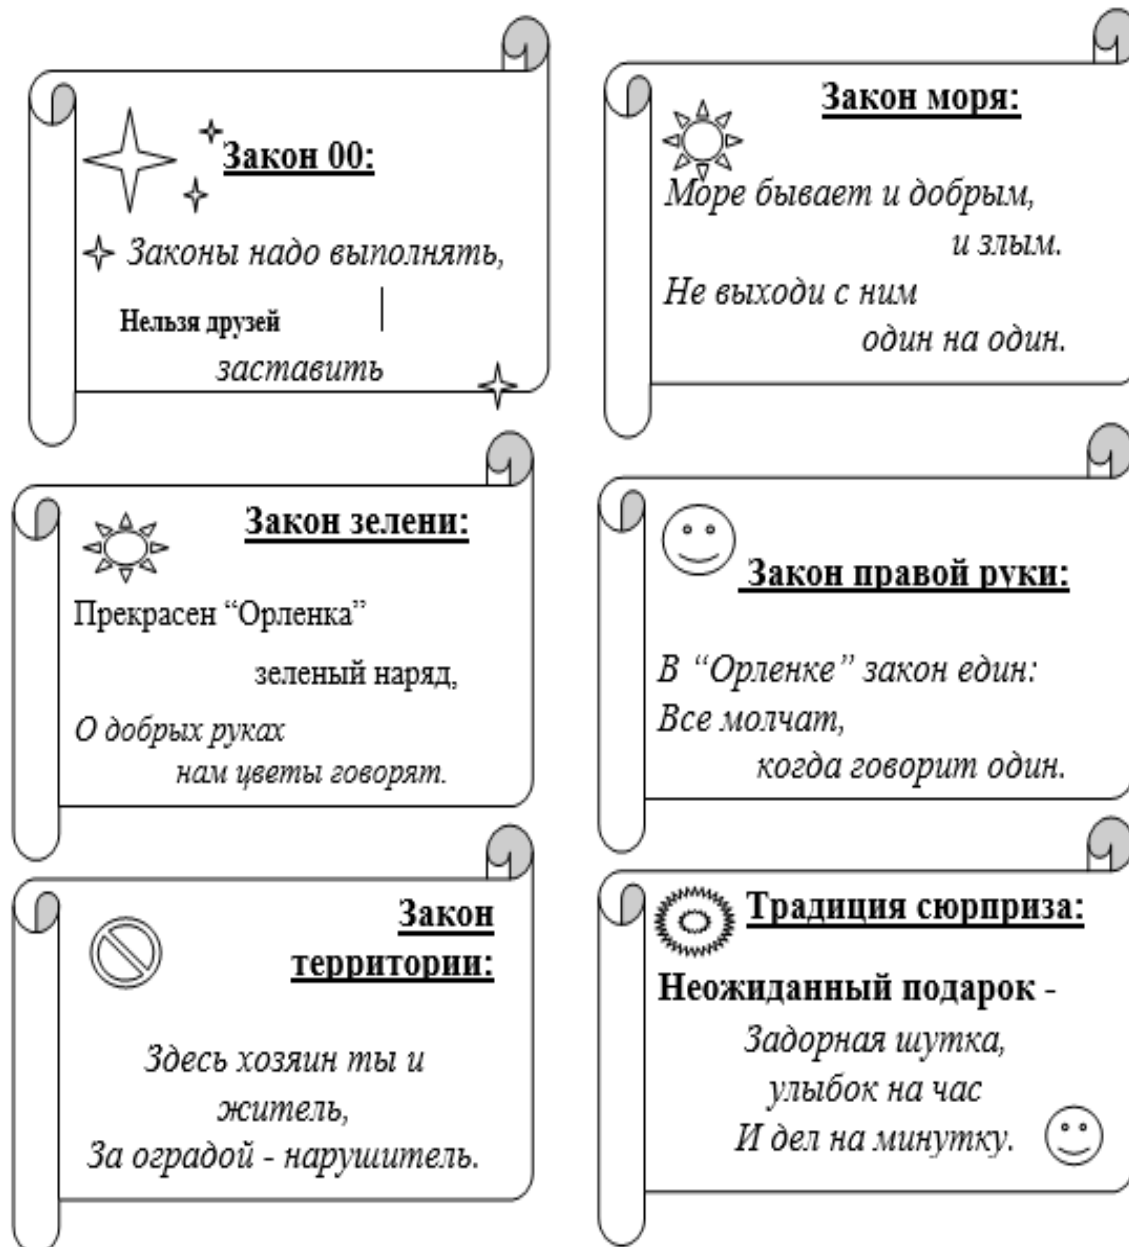 Закон 00:
Законы надо выполнять,
Нельзя друзей
заставить
Закон моря:
Море бывает и добрым,
и злым.
Не выходи с ним
один на один.
Закон зелени:
Прекрасен “Орленка”
зеленый наряд,
О добрых руках
нам цветы говорят.
Закон правой руки:
В “Орленке” закон един:
Все молчат,
когда говорит один.
Закон
территории:
Здесь хозяин ты и
житель,
За оградой - нарушитель.
Традиция сюрприза:
Неожиданный подарок -
Задорная шутка,
улыбок на час
И дел на минутку.